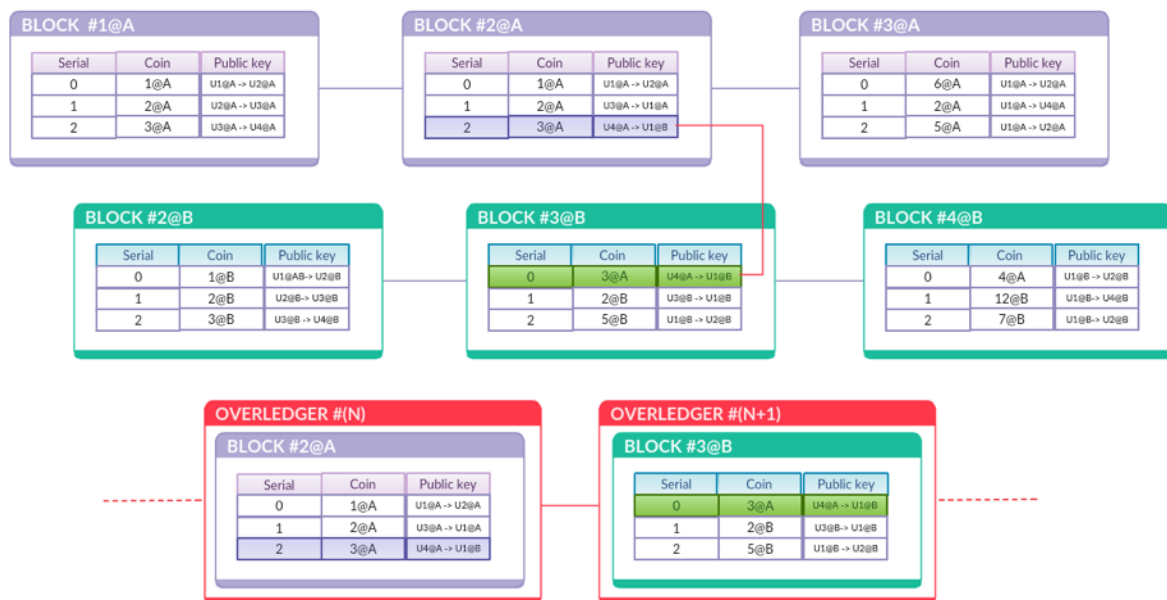 BLOCK #1@A
Serial Coin Public key
0 1@A U1@A -> U2@A
1 2@A U2@A -> U3@A
2 3@A U3@A -> U4@A
BLOCK #2@A
Serial Coin Public key
0 1@A U1@A -> U2@A
1 2@A U3@A -> U1@A
2 3@A U4@A -> U1@B
BLOCK #3@A
Serial Coin Public key
0 6@A U1@A -> U2@A
1 2@A U1@A -> U4@A
2 5@A U1@A -> U2@A
BLOCK #2@B
Serial Coin Public key
0 1@B U1@AB-> U2@B
1 2@B U2@B-> U3@B
2 3@B U3@B -> U4@B
BLOCK #3@B
Serial Coin Public key
0 3@A U4@A -> U1@B
1 2@B U3@B -> U1@B
2 5@B U1@B -> U2@B
BLOCK #4@B
Serial Coin Public key
0 4@A U1@B -> U2@B
1 12@B U1@B-> U4@B
2 7@B U1@B -> U2@B
OVERLEDGER #(N)
BLOCK #2@A
Serial Coin Public key
0 1@A U1@A -> U2@A
1 2@A U3@A -> U1@A
2 3@A U4@A -> U1@B
OVERLEDGER #(N+1)
BLOCK #3@B
Serial Coin Public key
0 3@A U4@A -> U1@B
1 2@B U3@B -> U1@B
2 5@B U1@B -> U2@B